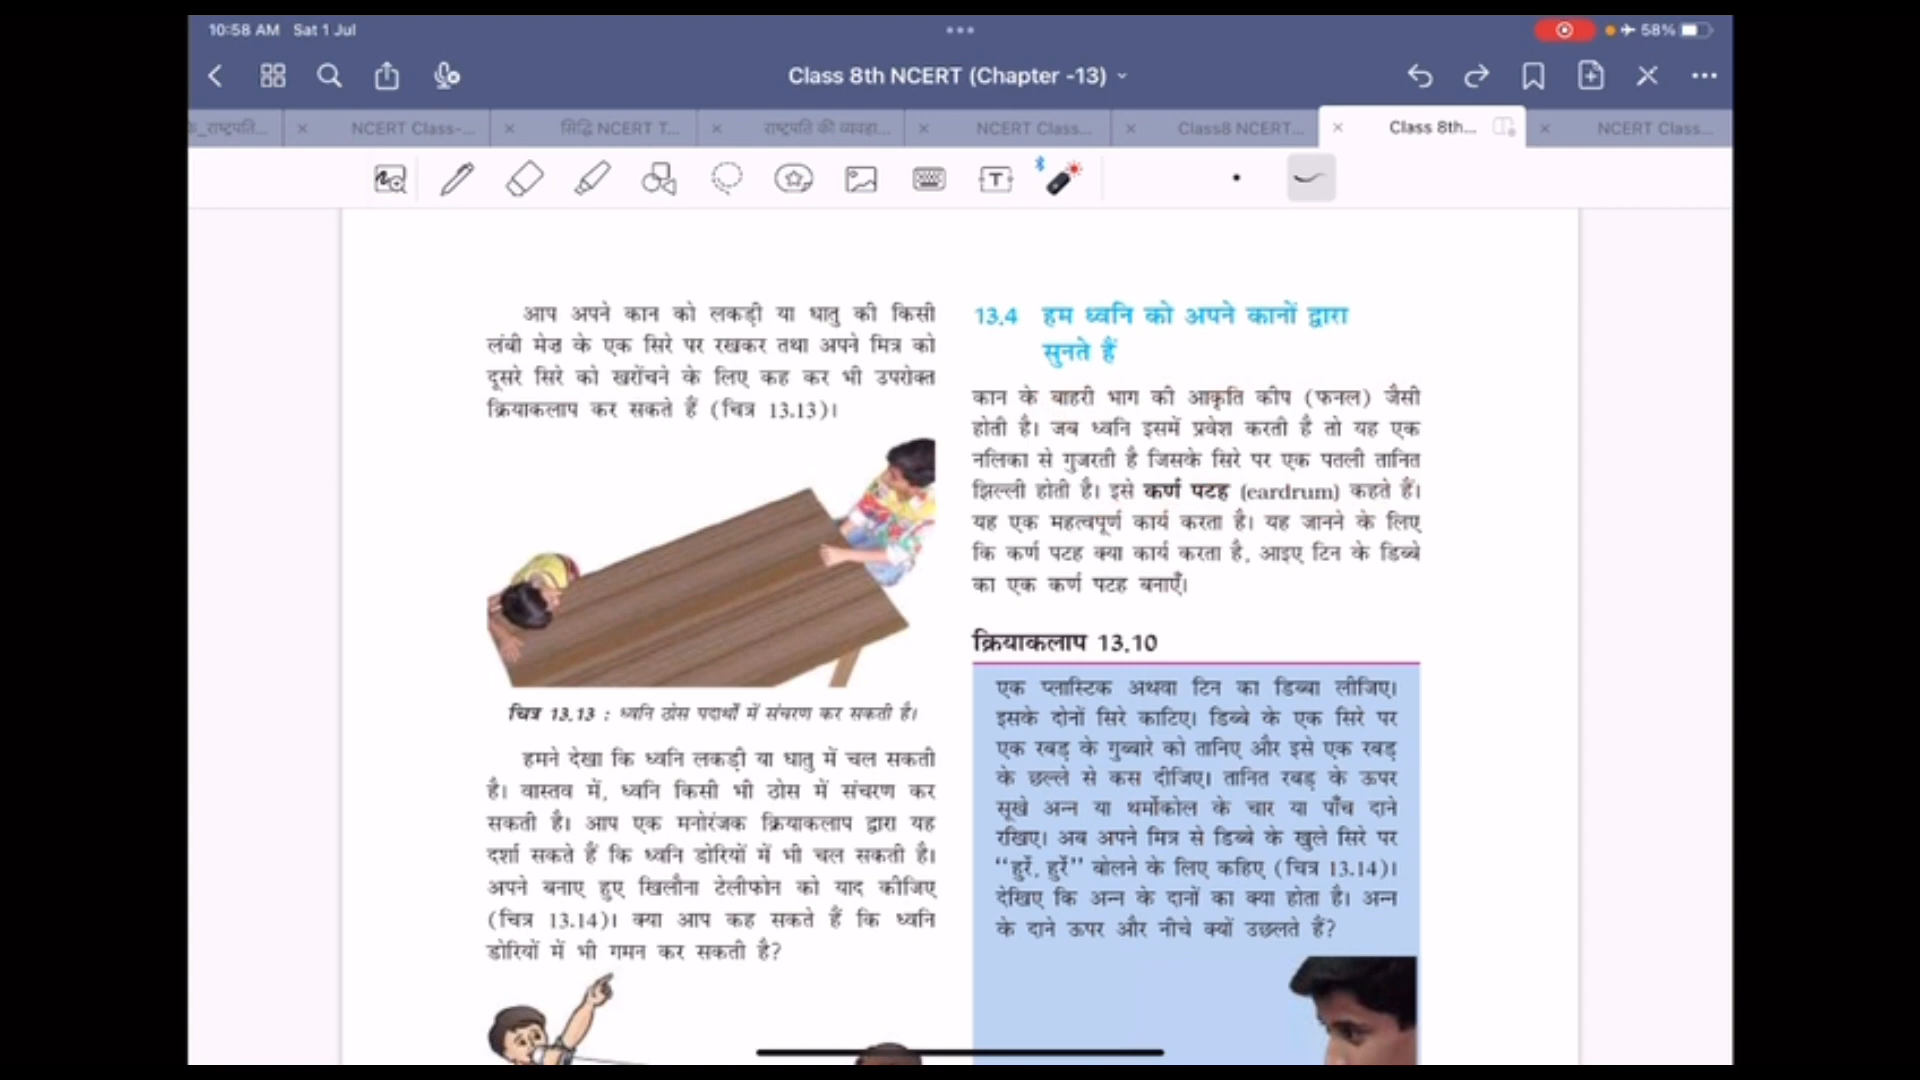 10:58 AM Sat 1 Jul
58%
Class 8th NCERT (Chapter -13)
राष्ट्रपति...
NCERT Class-...
सिद्धि NCERT T...
राष्ट्रपति की व्यवहा...
NCERT Class...
Class8 NCERT...
Class 8th...
NCERT Class...
आप अपने कान को लकड़ी या धातु की किसी
लंबी मेज़ के एक सिरे पर रखकर तथा अपने मित्र को
दूसरे सिरे को खरोंचने के लिए कह कर भी उपरोक्त
क्रियाकलाप कर सकते हैं (चित्र 13.13)।
चित्र 13.13 : ध्वनि ठोस पदार्थों में संचरण कर सकती है।
हमने देखा कि ध्वनि लकड़ी या धातु में चल सकती
है। वास्तव में, ध्वनि किसी भी ठोस में संचरण कर
सकती है। आप एक मनोरंजक क्रियाकलाप द्वारा यह
दर्शा सकते हैं कि ध्वनि डोरियों में भी चल सकती है।
अपने बनाए हुए खिलौना टेलीफोन को याद कीजिए
(चित्र 13.14)। क्या आप कह सकते हैं कि ध्वनि
डोरियों में भी गमन कर सकती है?
13.4 हम ध्वनि को अपने कानों द्वारा
सुनते हैं
कान के बाहरी भाग की आकृति कीप (फनल) जैसी
होती है। जब ध्वनि इसमें प्रवेश करती है तो यह एक
नलिका से गुजरती है जिसके सिरे पर एक पतली तानित
झिल्ली होती है। इसे कर्ण पटह (eardrum) कहते हैं।
यह एक महत्वपूर्ण कार्य करता है। यह जानने के लिए
कि कर्ण पटह क्या कार्य करता है, आइए टिन के डिब्बे
का एक कर्ण पटह बनाएँ।
क्रियाकलाप 13.10
एक प्लास्टिक अथवा टिन का डिब्बा लीजिए।
इसके दोनों सिरे काटिए। डिब्बे के एक सिरे पर
एक रबड़ के गुब्बारे को तानिए और इसे एक रबड़
के छल्ले से कस दीजिए। तानित रबड़ के ऊपर
सूखे अन्न या थर्मोकोल के चार या पाँच दाने
रखिए। अब अपने मित्र से डिब्बे के खुले सिरे पर
“हुर्रे, हुर्रे” बोलने के लिए कहिए (चित्र 13.14)।
देखिए कि अन्न के दानों का क्या होता है। अन्न
के दाने ऊपर और नीचे क्यों उछलते हैं?